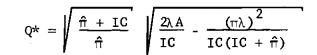 Q* = √((π̂ + IC)/π̂) √(2λA/IC − (πλ)²/(IC(IC + π̂)))